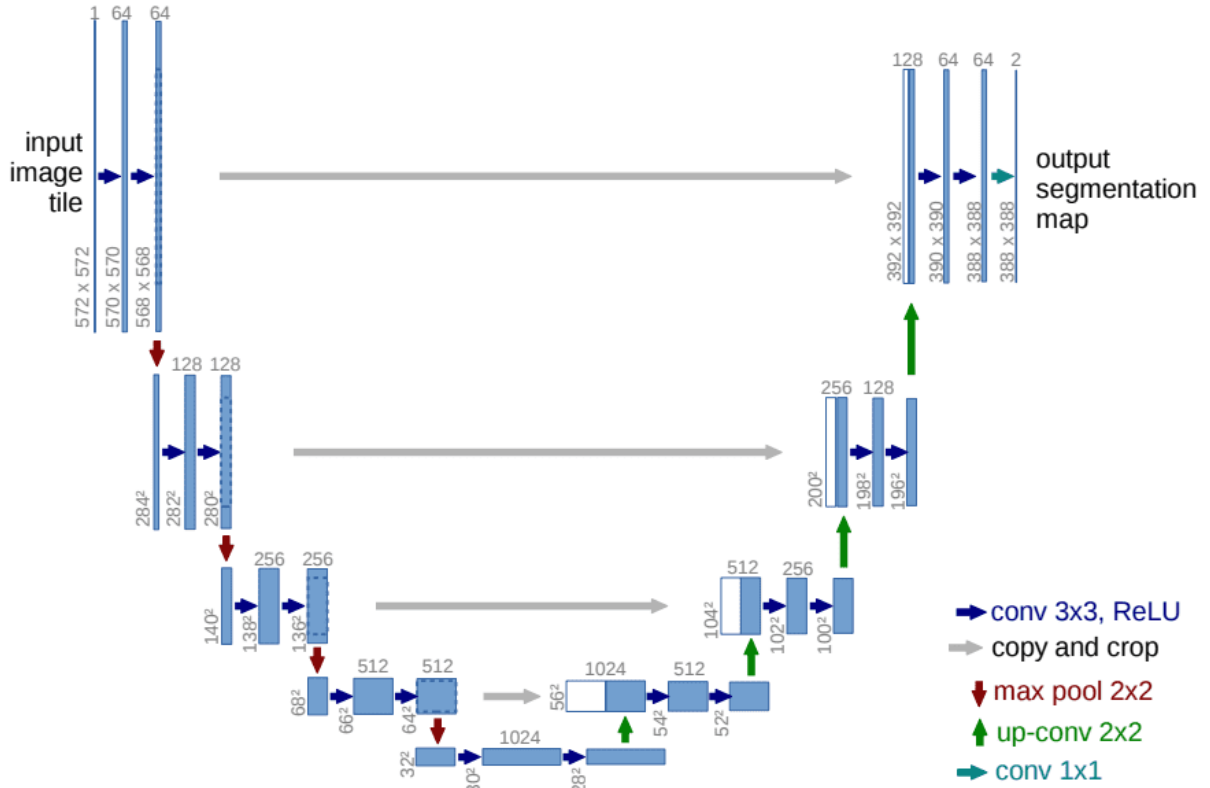 1 64 64
128 64 64 2
input
image
tile
output
segmentation
map
572 x 572
570 x 570
568 x 568
392 x 392
390 x 390
388 x 388
388 x 388
128 128
256 128
284²
282²
280²
200²
198²
196²
256 256
512 256
140²
138²
136²
104²
102²
100²
512 512
1024 512
68²
66²
64²
56²
54²
52²
1024
32²
30²
28²
conv 3x3, ReLU
copy and crop
max pool 2x2
up-conv 2x2
conv 1x1